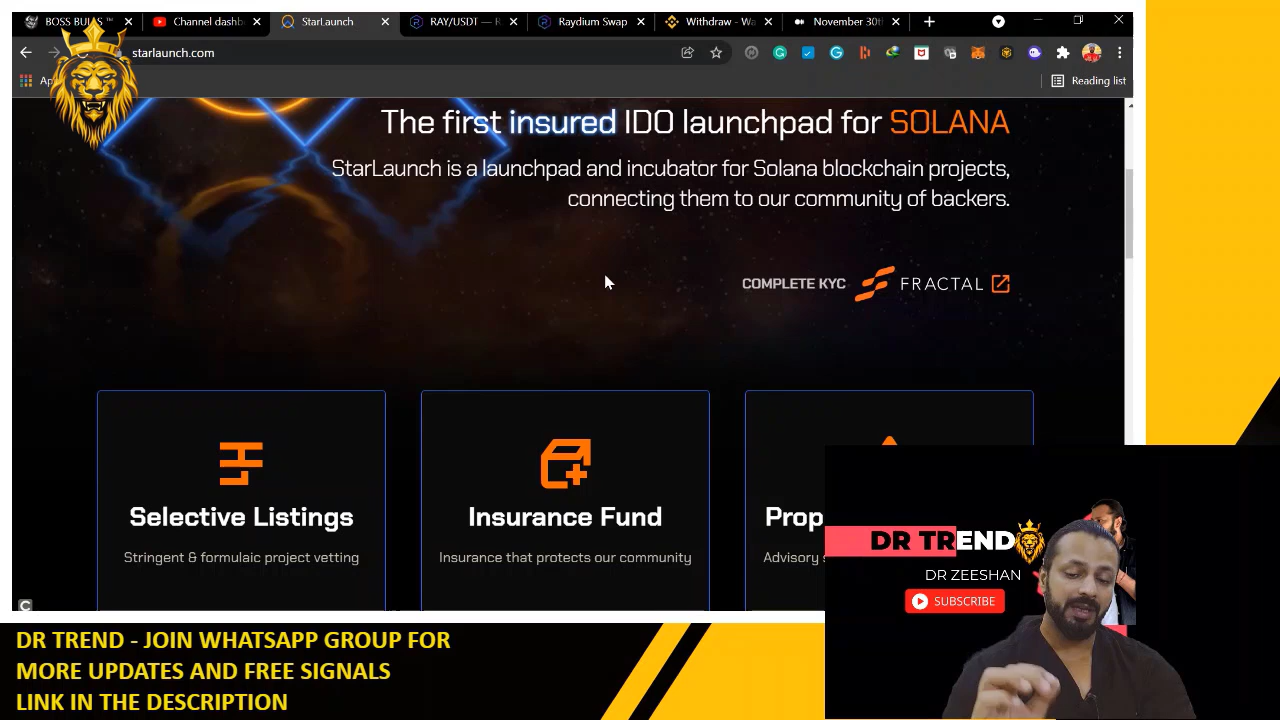 BOSS BULLS ™
Channel dashb
StarLaunch
RAY/USDT — R
Raydium Swap
Withdraw - Wa
November 30th
starlaunch.com
Reading list
The first insured IDO launchpad for SOLANA
StarLaunch is a launchpad and incubator for Solana blockchain projects,
connecting them to our community of backers.
COMPLETE KYC
FRACTAL
Selective Listings
Stringent & formulaic project vetting
Insurance Fund
Insurance that protects our community
Prop
Advisory s
DR TREND
DR ZEESHAN
SUBSCRIBE
DR TREND - JOIN WHATSAPP GROUP FOR
MORE UPDATES AND FREE SIGNALS
LINK IN THE DESCRIPTION